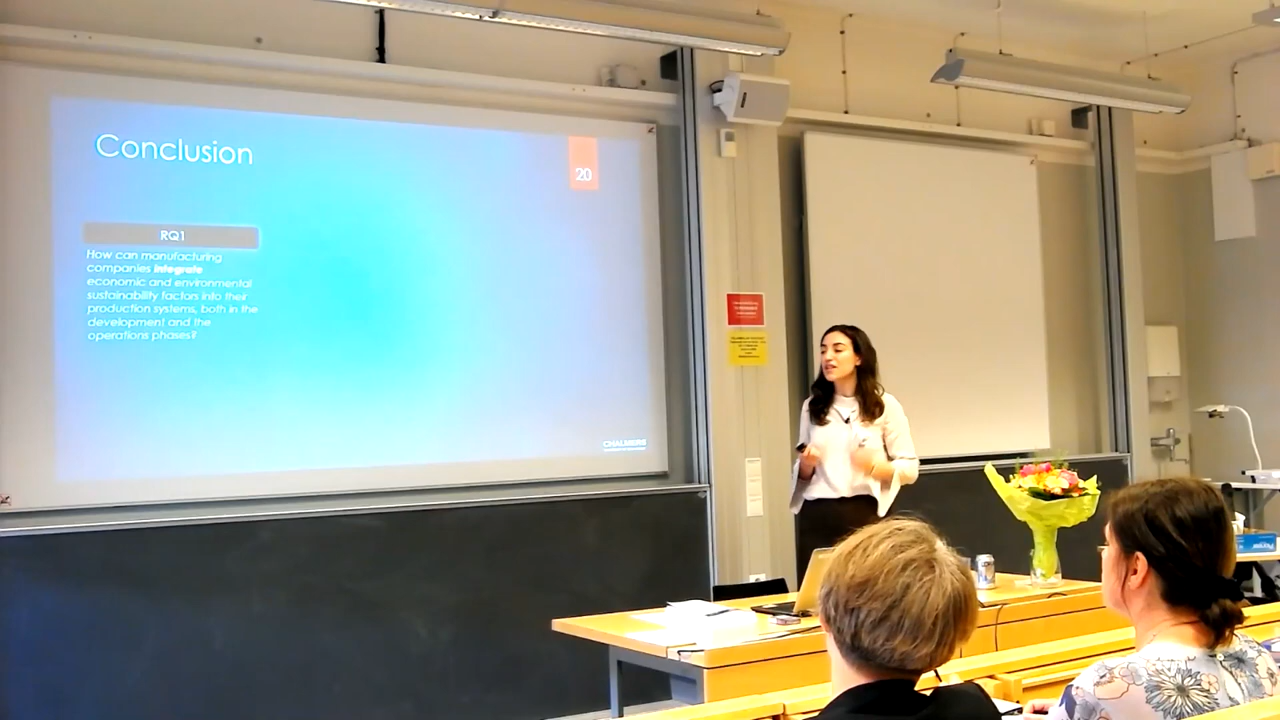 Conclusion
20
RQ1
How can manufacturing
companies integrate
economic and environmental
sustainability factors into their
production systems, both in the
development and the
operations phases?
CHALMERS